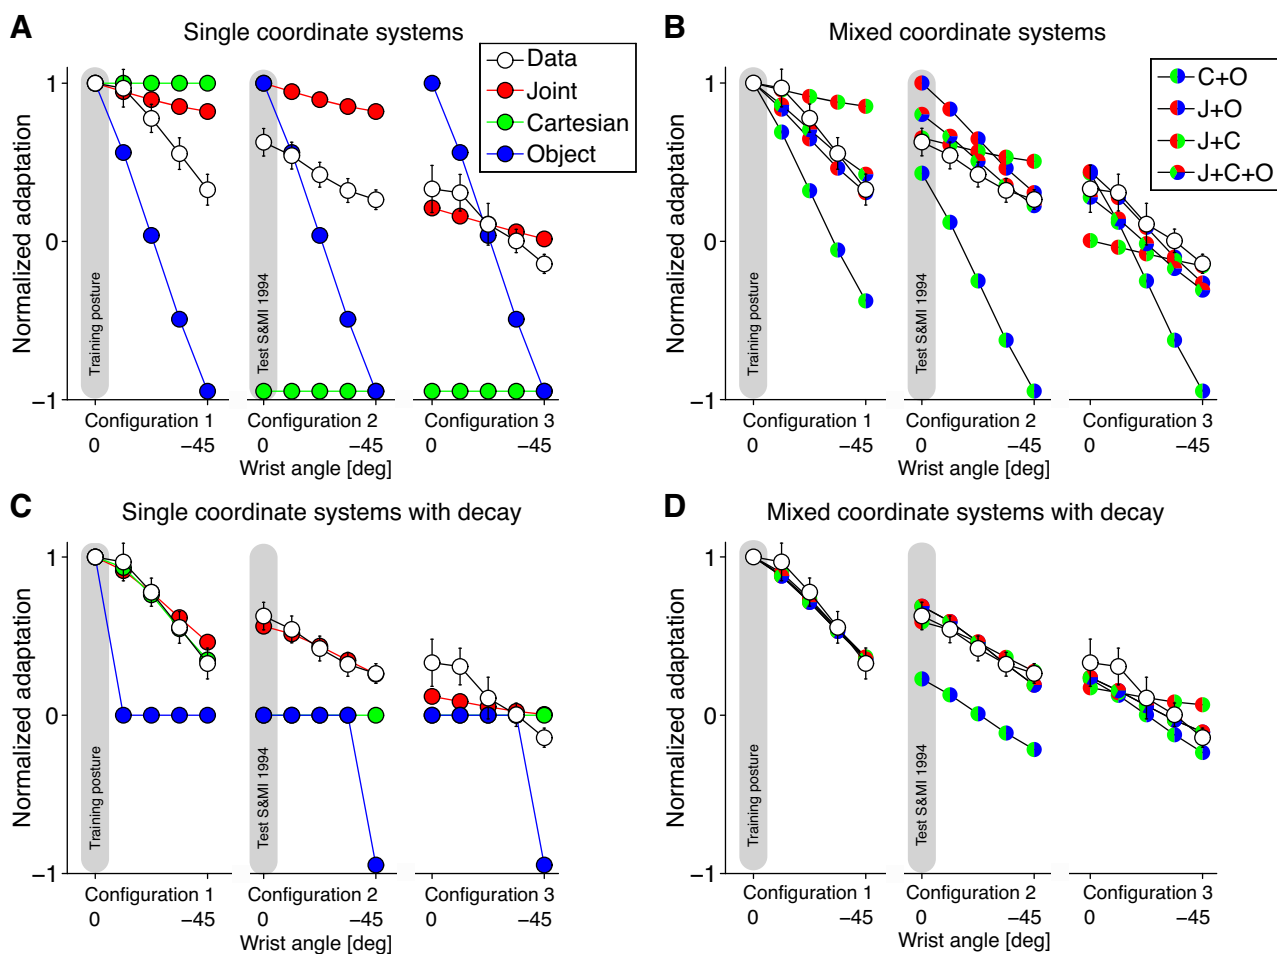 A
Single coordinate systems
Data
Joint
Cartesian
Object
Normalized adaptation
1
0
−1
Training posture
Test S&MI 1994
Configuration 1
Configuration 2
Configuration 3
0
−45
0
−45
0
−45
Wrist angle [deg]
B
Mixed coordinate systems
C+O
J+O
J+C
J+C+O
Normalized adaptation
1
0
−1
Training posture
Test S&MI 1994
Configuration 1
Configuration 2
Configuration 3
0
−45
0
−45
0
−45
Wrist angle [deg]
C
Single coordinate systems with decay
Normalized adaptation
1
0
−1
Training posture
Test S&MI 1994
Configuration 1
Configuration 2
Configuration 3
0
−45
0
−45
0
−45
Wrist angle [deg]
D
Mixed coordinate systems with decay
Normalized adaptation
1
0
−1
Training posture
Test S&MI 1994
Configuration 1
Configuration 2
Configuration 3
0
−45
0
−45
0
−45
Wrist angle [deg]